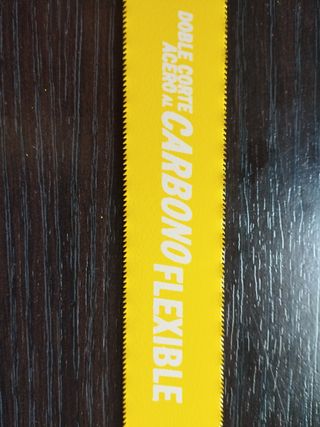 DOBLE CORTE
ACERO AL
CARBONO
FLEXIBLE